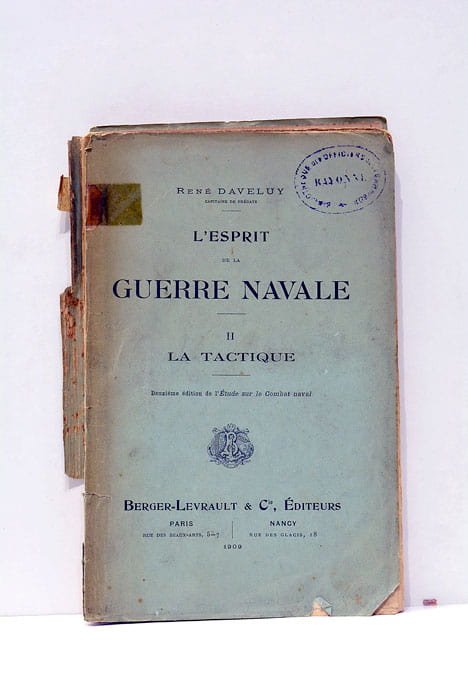 RENÉ DAVELUY
CAPITAINE DE FRÉGATE
L'ESPRIT
DE LA
GUERRE NAVALE
II
LA TACTIQUE
Deuxième édition de l'Étude sur le Combat naval
BERGER-LEVRAULT & Cie, ÉDITEURS
PARIS
RUE DES BEAUX-ARTS, 5-7
NANCY
RUE DES GLACIS, 18
1909
BAYONNE